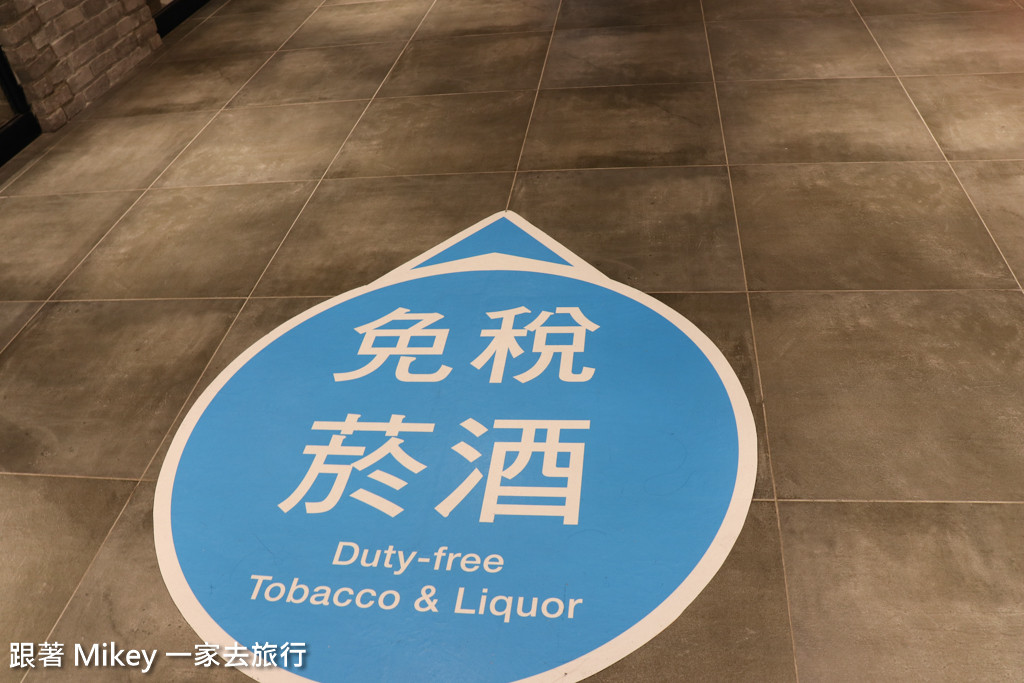 免稅
菸酒
Duty-free
Tobacco & Liquor
跟著 Mikey 一家去旅行